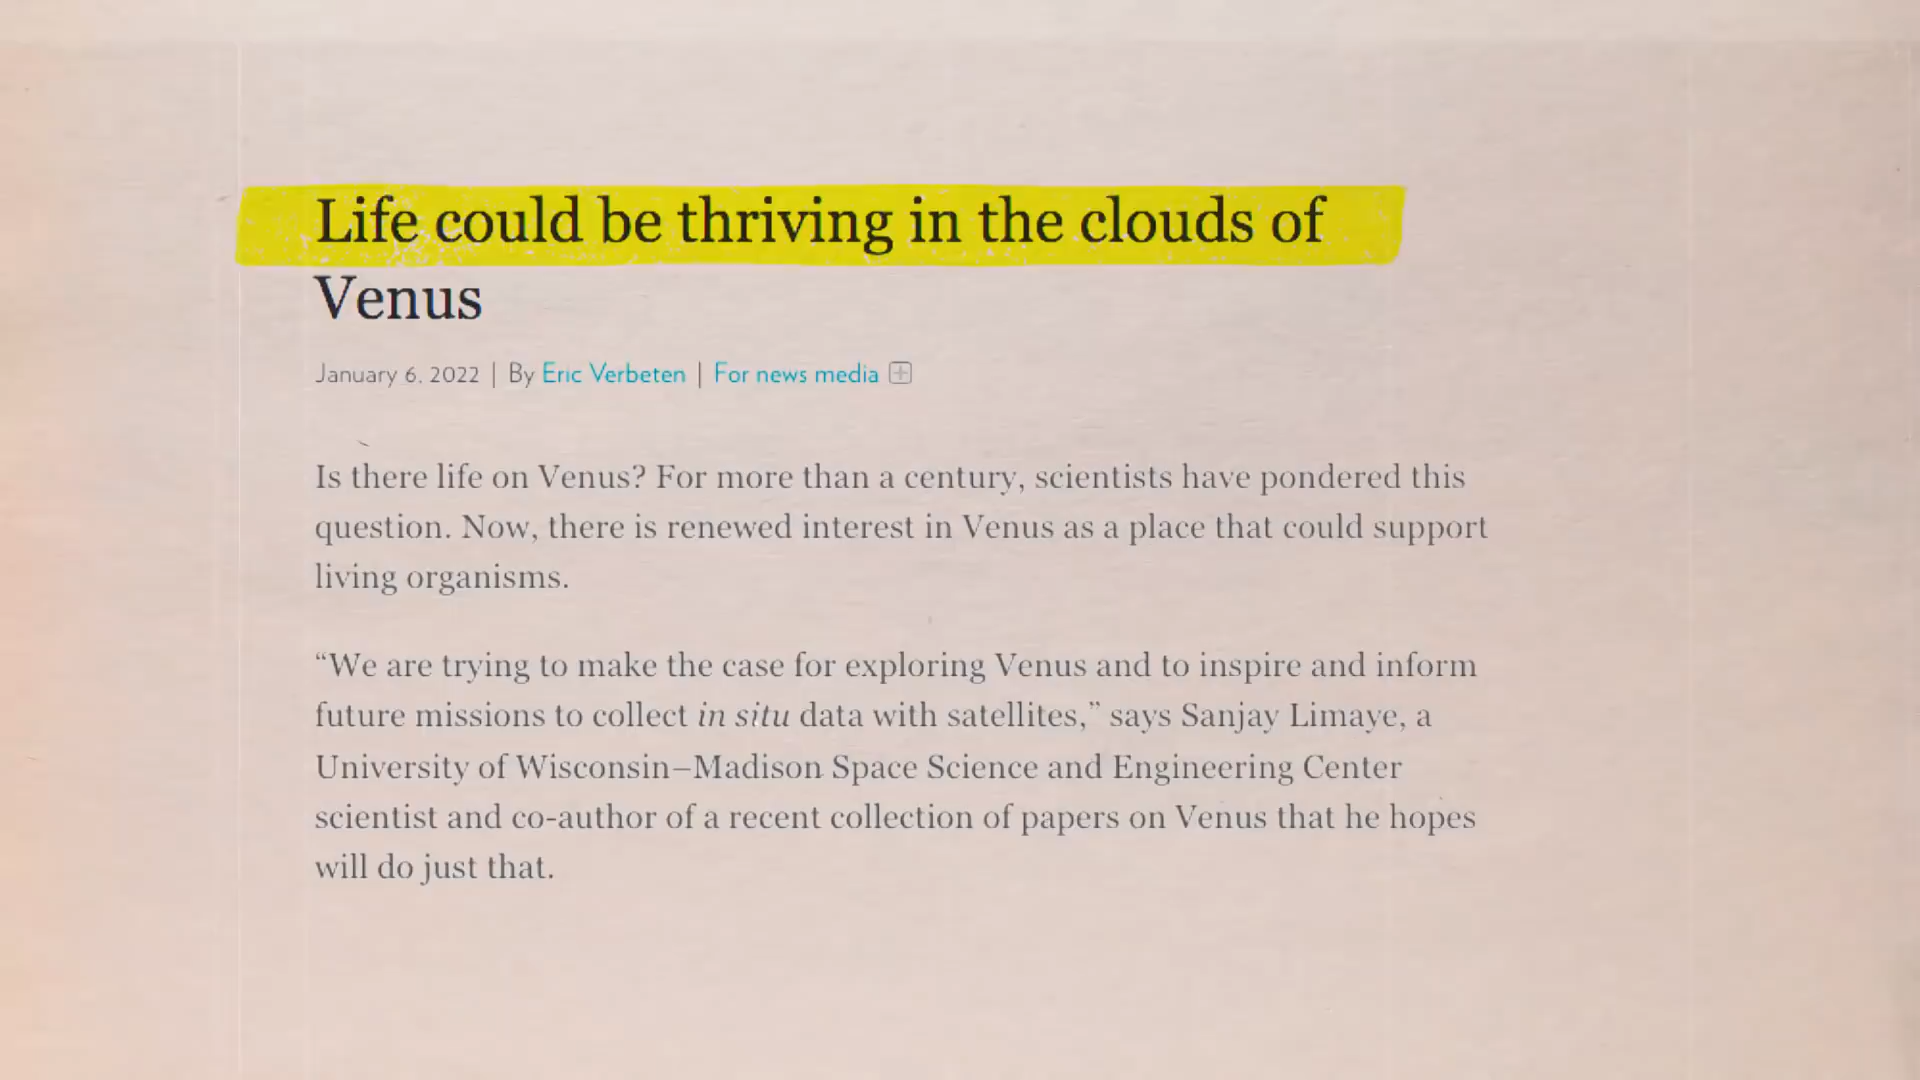 Life could be thriving in the clouds of
Venus
January 6, 2022 | By Eric Verbeten | For news media
Is there life on Venus? For more than a century, scientists have pondered this
question. Now, there is renewed interest in Venus as a place that could support
living organisms.
“We are trying to make the case for exploring Venus and to inspire and inform
future missions to collect in situ data with satellites,” says Sanjay Limaye, a
University of Wisconsin–Madison Space Science and Engineering Center
scientist and co-author of a recent collection of papers on Venus that he hopes
will do just that.